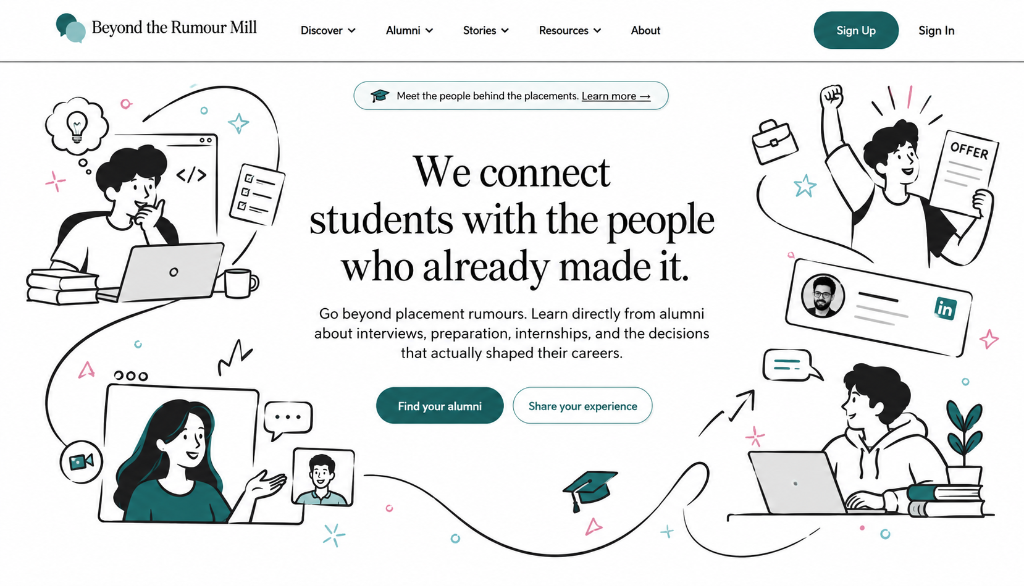 Beyond the Rumour Mill
Discover
Alumni
Stories
Resources
About
Sign Up
Sign In
Meet the people behind the placements. Learn more →
We connect
students with the people
who already made it.
Go beyond placement rumours. Learn directly from alumni
about interviews, preparation, internships, and the decisions
that actually shaped their careers.
Find your alumni
Share your experience
</>
OFFER
in